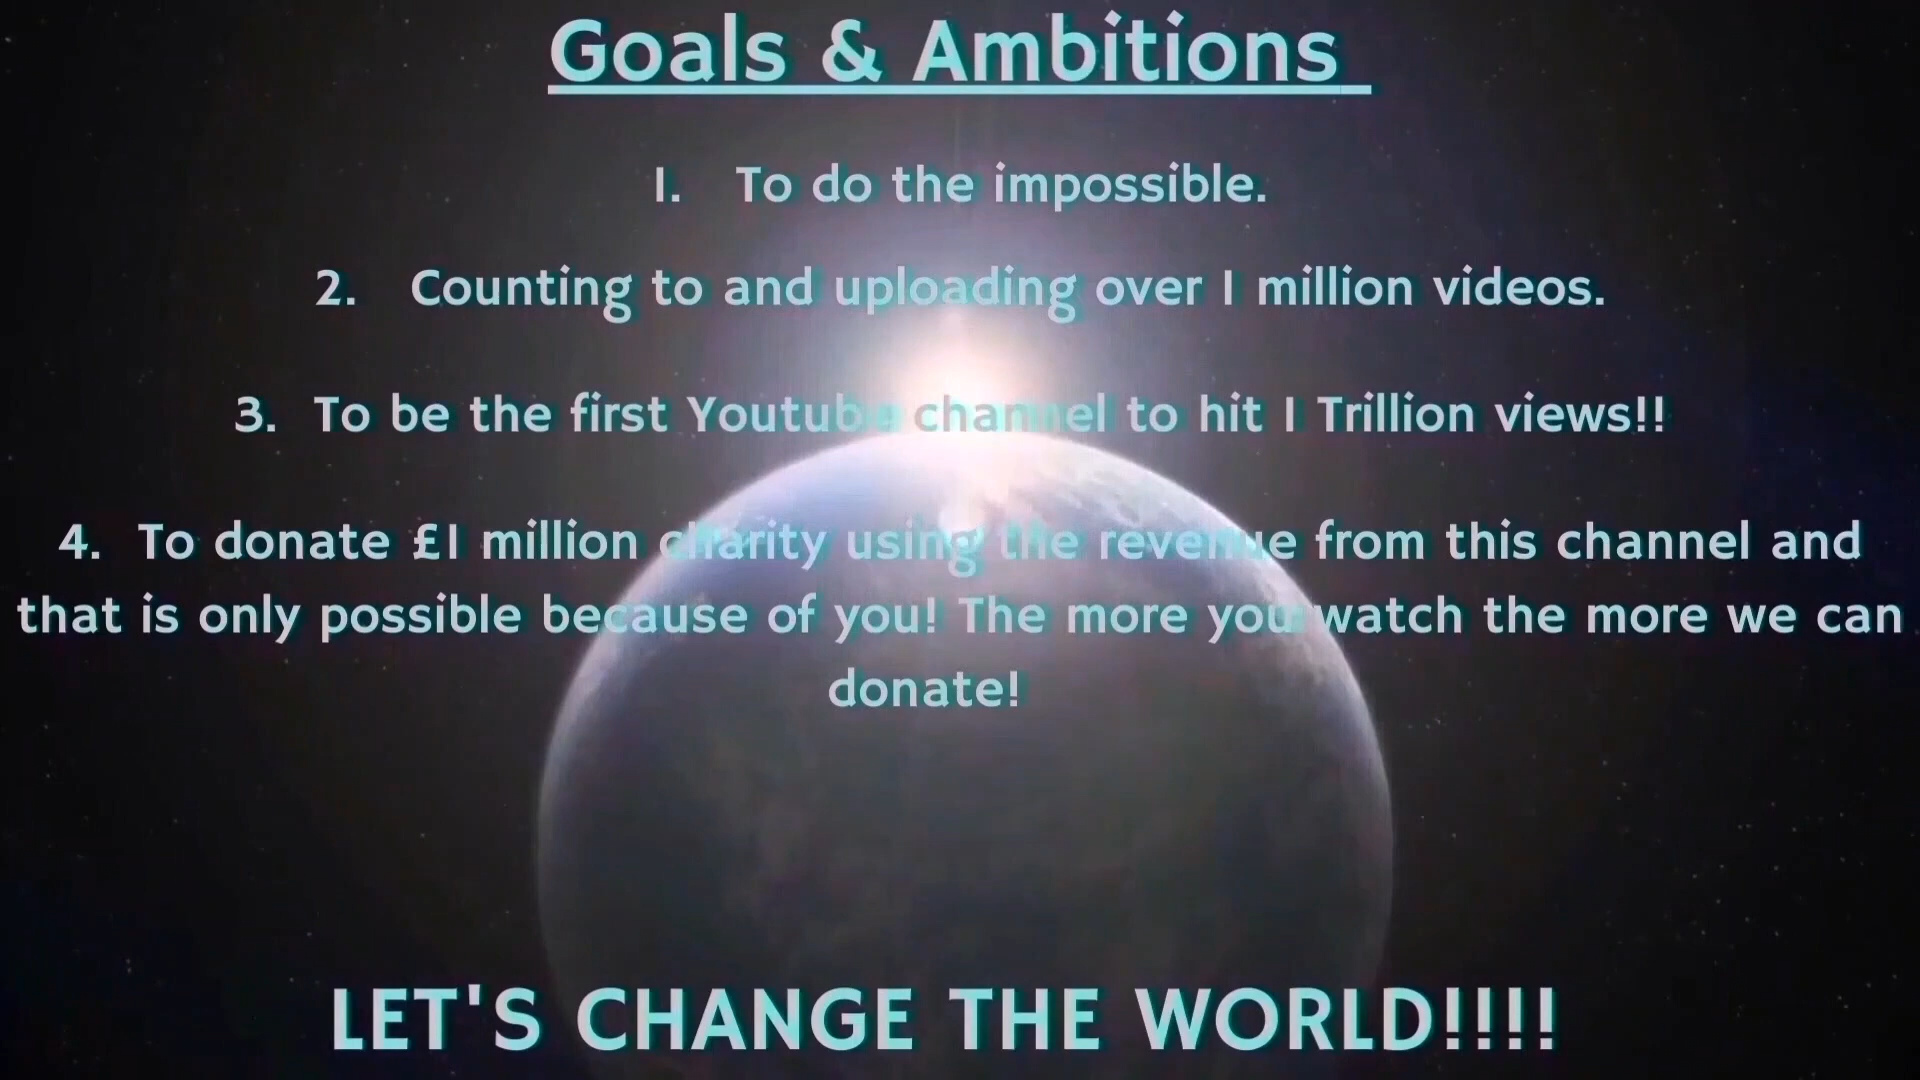 Goals & Ambitions
1. To do the impossible.
2. Counting to and uploading over 1 million videos.
3. To be the first Youtube channel to hit 1 Trillion views!!
4. To donate £1 million charity using the revenue from this channel and
that is only possible because of you! The more you watch the more we can
donate!
LET'S CHANGE THE WORLD!!!!